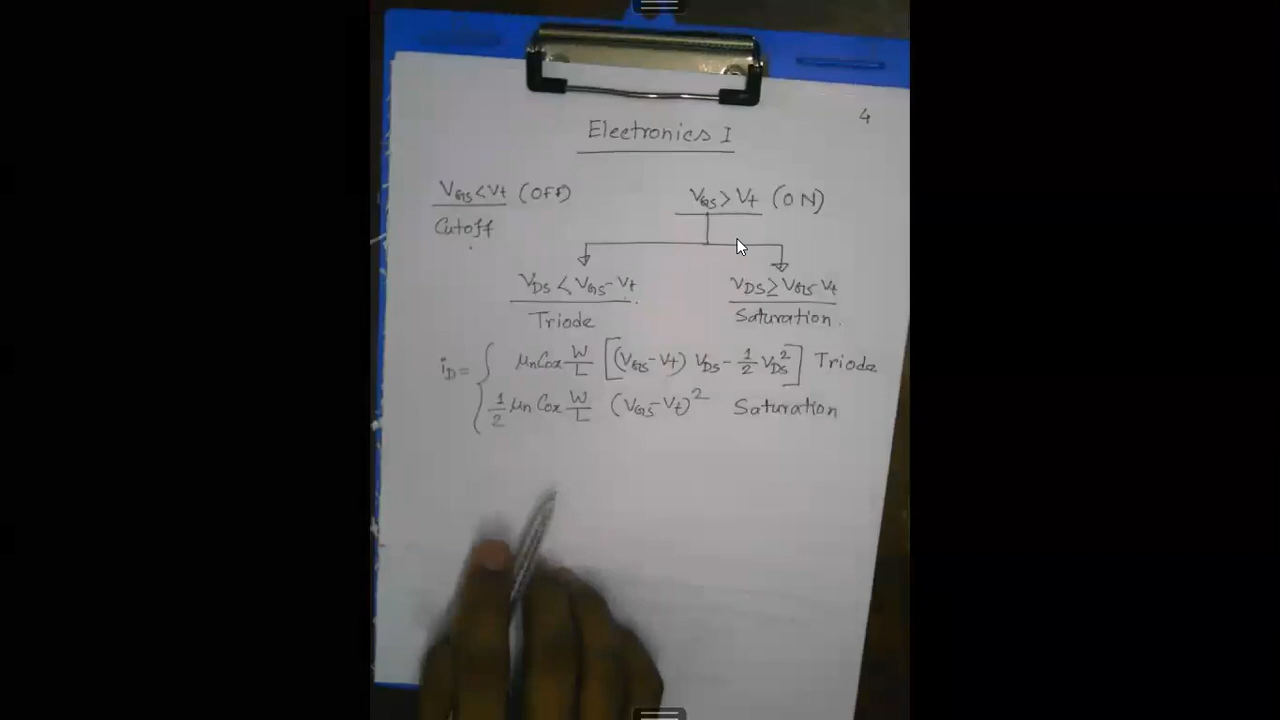 4
Electronics I
VGS<Vt (OFF)
Cutoff
VGS>Vt (ON)
VDS<VGS-Vt
Triode
VDS≥VGS-Vt
Saturation.
iD= { μnCox W/L [(VGS-Vt) VDS - 1/2 VDS²] Triode
1/2 μn Cox W/L (VGS-Vt)² Saturation